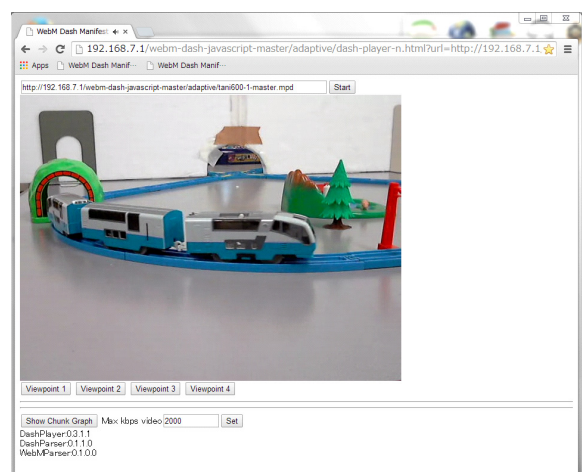 WebM Dash Manifest
192.168.7.1/webm-dash-javascript-master/adaptive/dash-player-n.html?url=http://192.168.7.1
Apps WebM Dash Manif… WebM Dash Manif…
http://192.168.7.1/webm-dash-javascript-master/adaptive/tani600-1-master.mpd Start
Viewpoint 1 Viewpoint 2 Viewpoint 3 Viewpoint 4
Show Chunk Graph Max kbps video 2000 Set
DashPlayer:0.3.1.1
DashParser:0.1.1.0
WebMParser:0.1.0.0